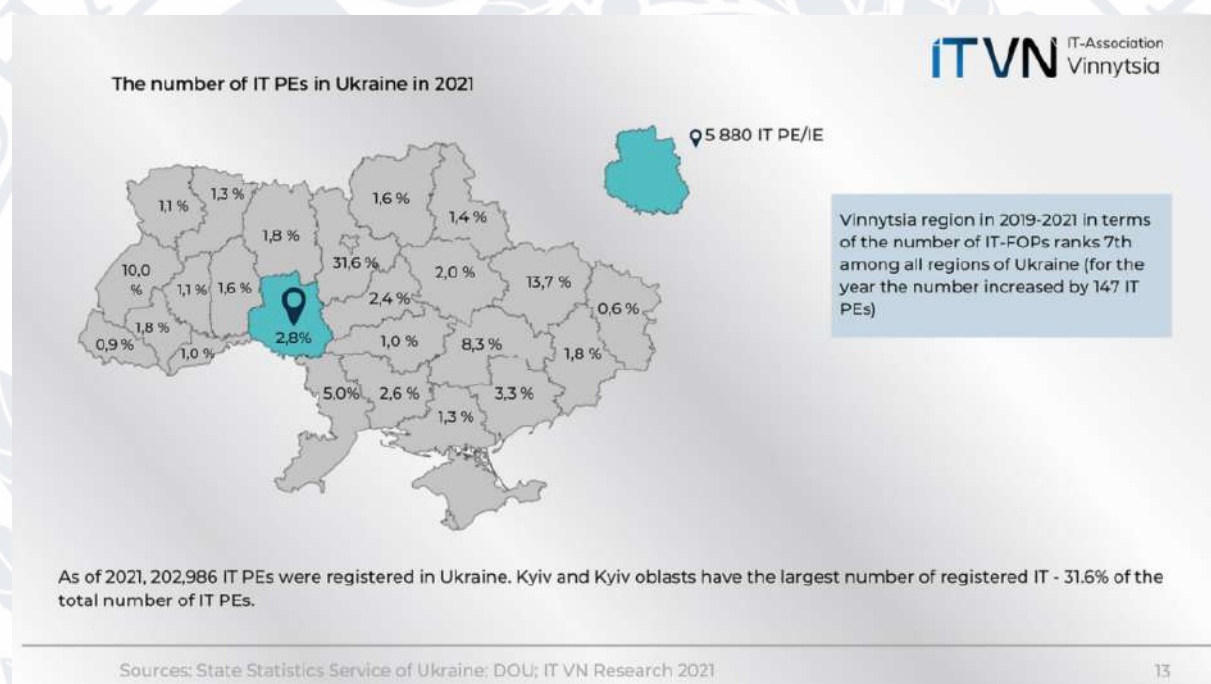 The number of IT PEs in Ukraine in 2021
iTVN
IT-Association
Vinnytsia
5 880 IT PE/IE
1,1 %
1,3 %
1,8 %
1,6 %
1,4 %
10,0
%
1,1 %
1,6 %
31,6 %
2,4 %
2,0 %
13,7 %
0,6 %
0,9 %
1,8 %
1,0 %
2,8%
1,0 %
8,3 %
1,8 %
5.0%
2,6 %
1,3 %
3,3 %
Vinnytsia region in 2019-2021 in terms
of the number of IT-FOPs ranks 7th
among all regions of Ukraine (for the
year the number increased by 147 IT
PEs)
As of 2021, 202,986 IT PEs were registered in Ukraine. Kyiv and Kyiv oblasts have the largest number of registered IT - 31.6% of the
total number of IT PEs.
Sources: State Statistics Service of Ukraine; DOU; IT VN Research 2021
13